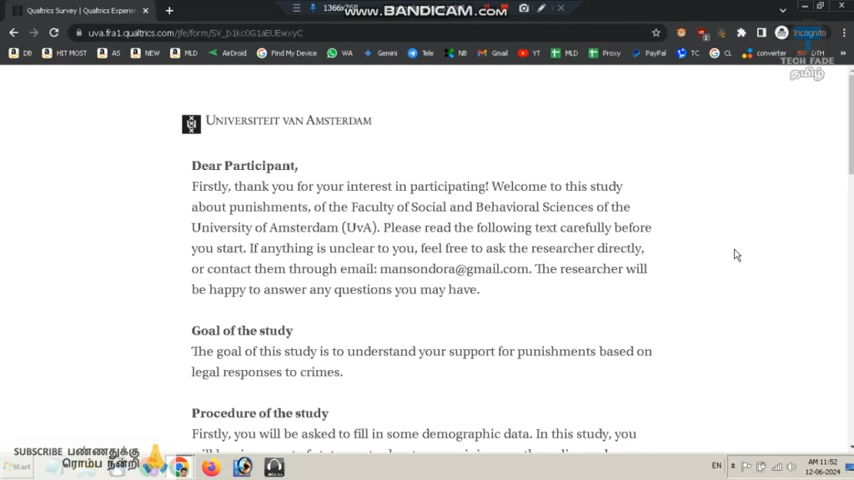 Qualtrics Survey | Qualtrics Experie
1366x768
www.BANDICAM.com
uva.fra1.qualtrics.com/jfe/form/SV_b1kc0G1aEUEwxyC
Incognito
DB
HIT MOST
AS
NEW
MLD
AirDroid
Find My Device
WA
Gemini
Tele
NB
Gmail
YT
MLD
Proxy
PayPal
TC
CL
converter
DTH
TECH FADE
தமிழ்
UNIVERSITEIT VAN AMSTERDAM
Dear Participant,
Firstly, thank you for your interest in participating! Welcome to this study
about punishments, of the Faculty of Social and Behavioral Sciences of the
University of Amsterdam (UvA). Please read the following text carefully before
you start. If anything is unclear to you, feel free to ask the researcher directly,
or contact them through email: mansondora@gmail.com. The researcher will
be happy to answer any questions you may have.
Goal of the study
The goal of this study is to understand your support for punishments based on
legal responses to crimes.
Procedure of the study
Firstly, you will be asked to fill in some demographic data. In this study, you
SUBSCRIBE பண்ணதுக்கு
ரொம்ப நன்றி
Start
EN
AM 11:52
12-06-2024